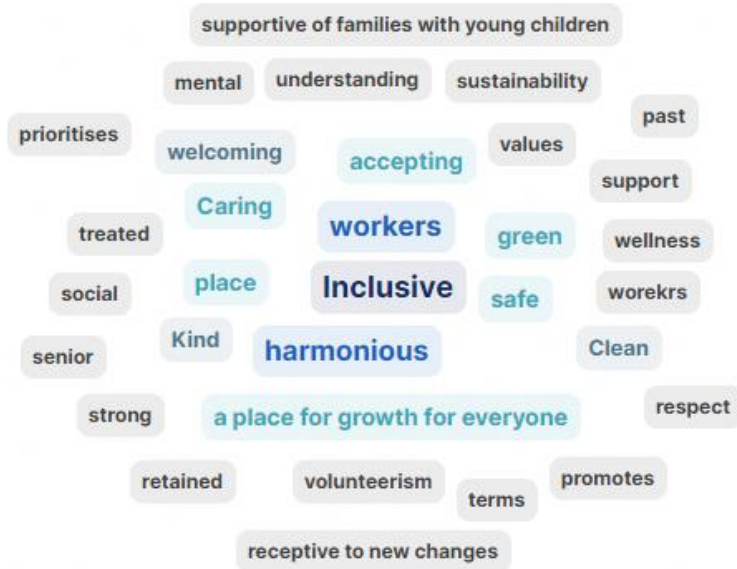 supportive of families with young children
mental
understanding
sustainability
past
prioritises
welcoming
accepting
values
support
Caring
workers
treated
green
wellness
place
Inclusive
safe
worekrs
social
Kind
harmonious
Clean
senior
strong
a place for growth for everyone
respect
retained
volunteerism
terms
promotes
receptive to new changes